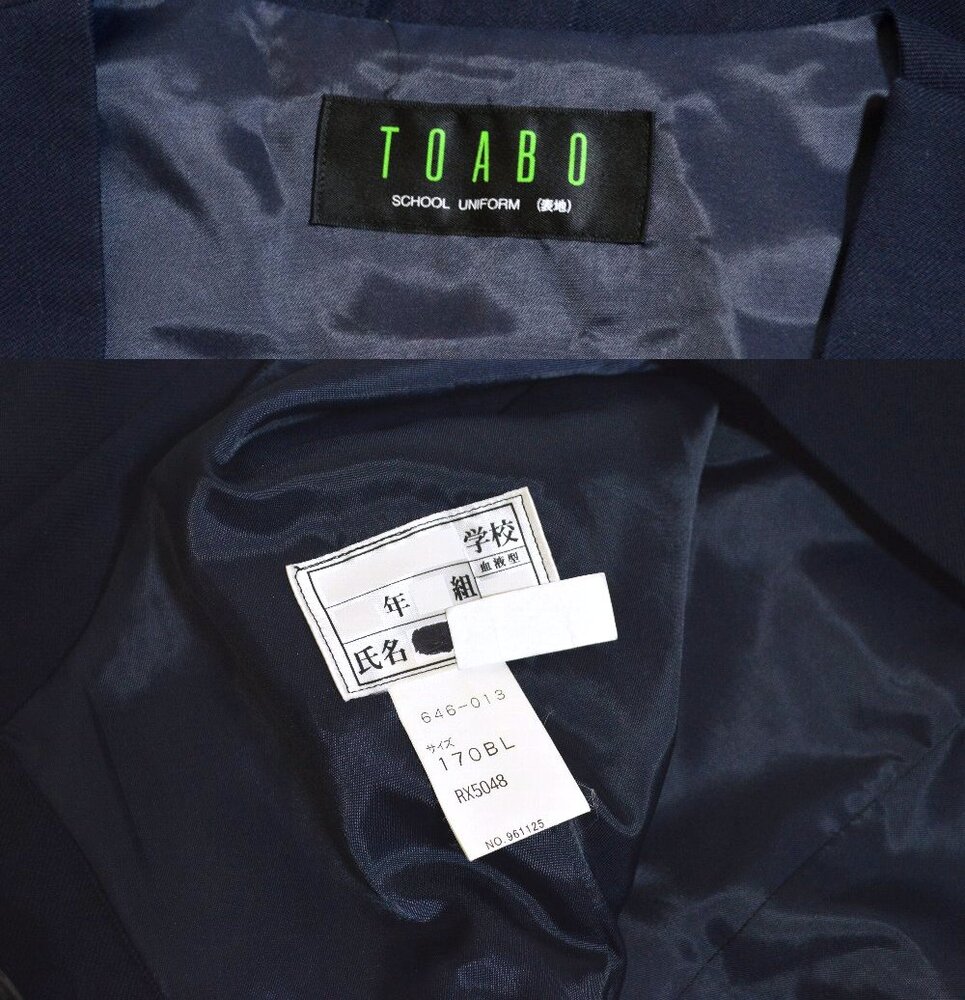 TOABO
SCHOOL UNIFORM (表地)
学校
血液型
年 組
氏名
646-013
サイズ
170BL
RX5048
NO.961125